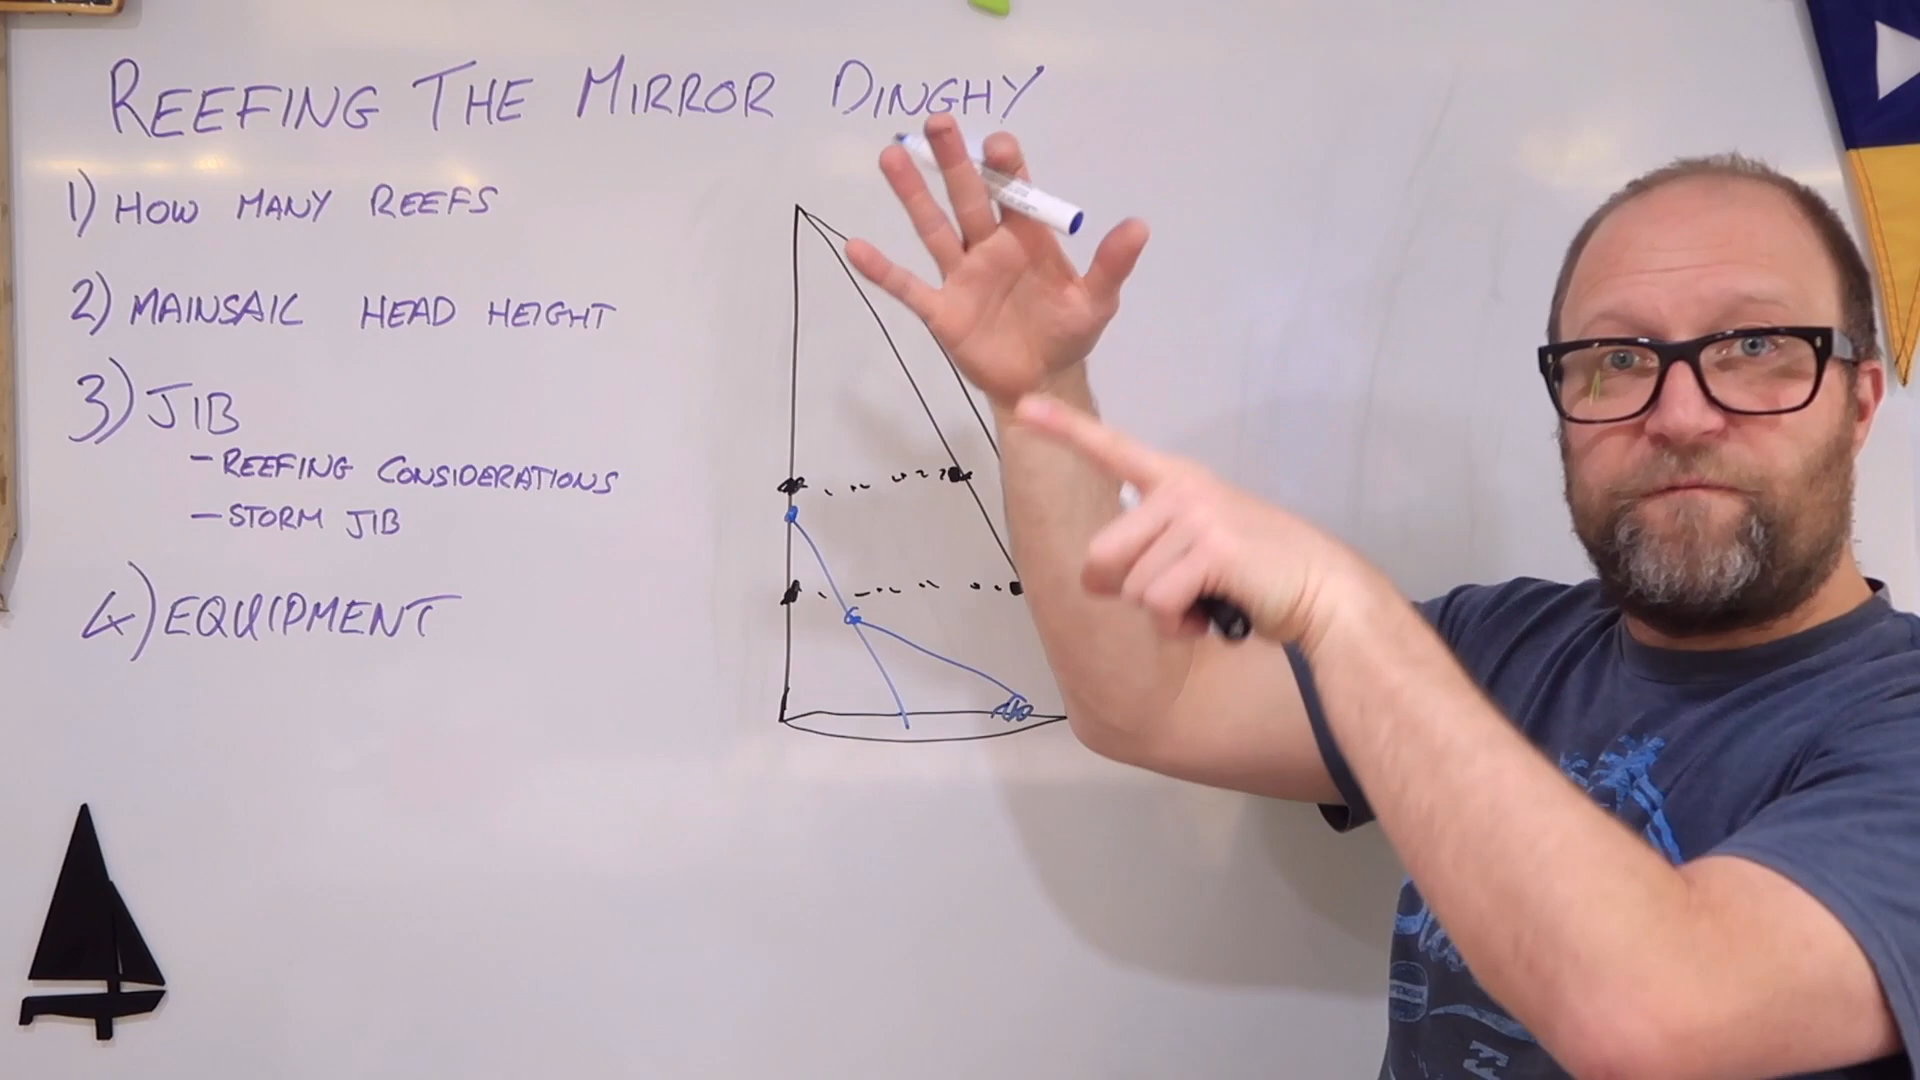 REEFING THE MIRROR DINGHY
1) HOW MANY REEFS
2) MAINSAIL HEAD HEIGHT
3) JIB
- REEFING CONSIDERATIONS
- STORM JIB
4) EQUIPMENT